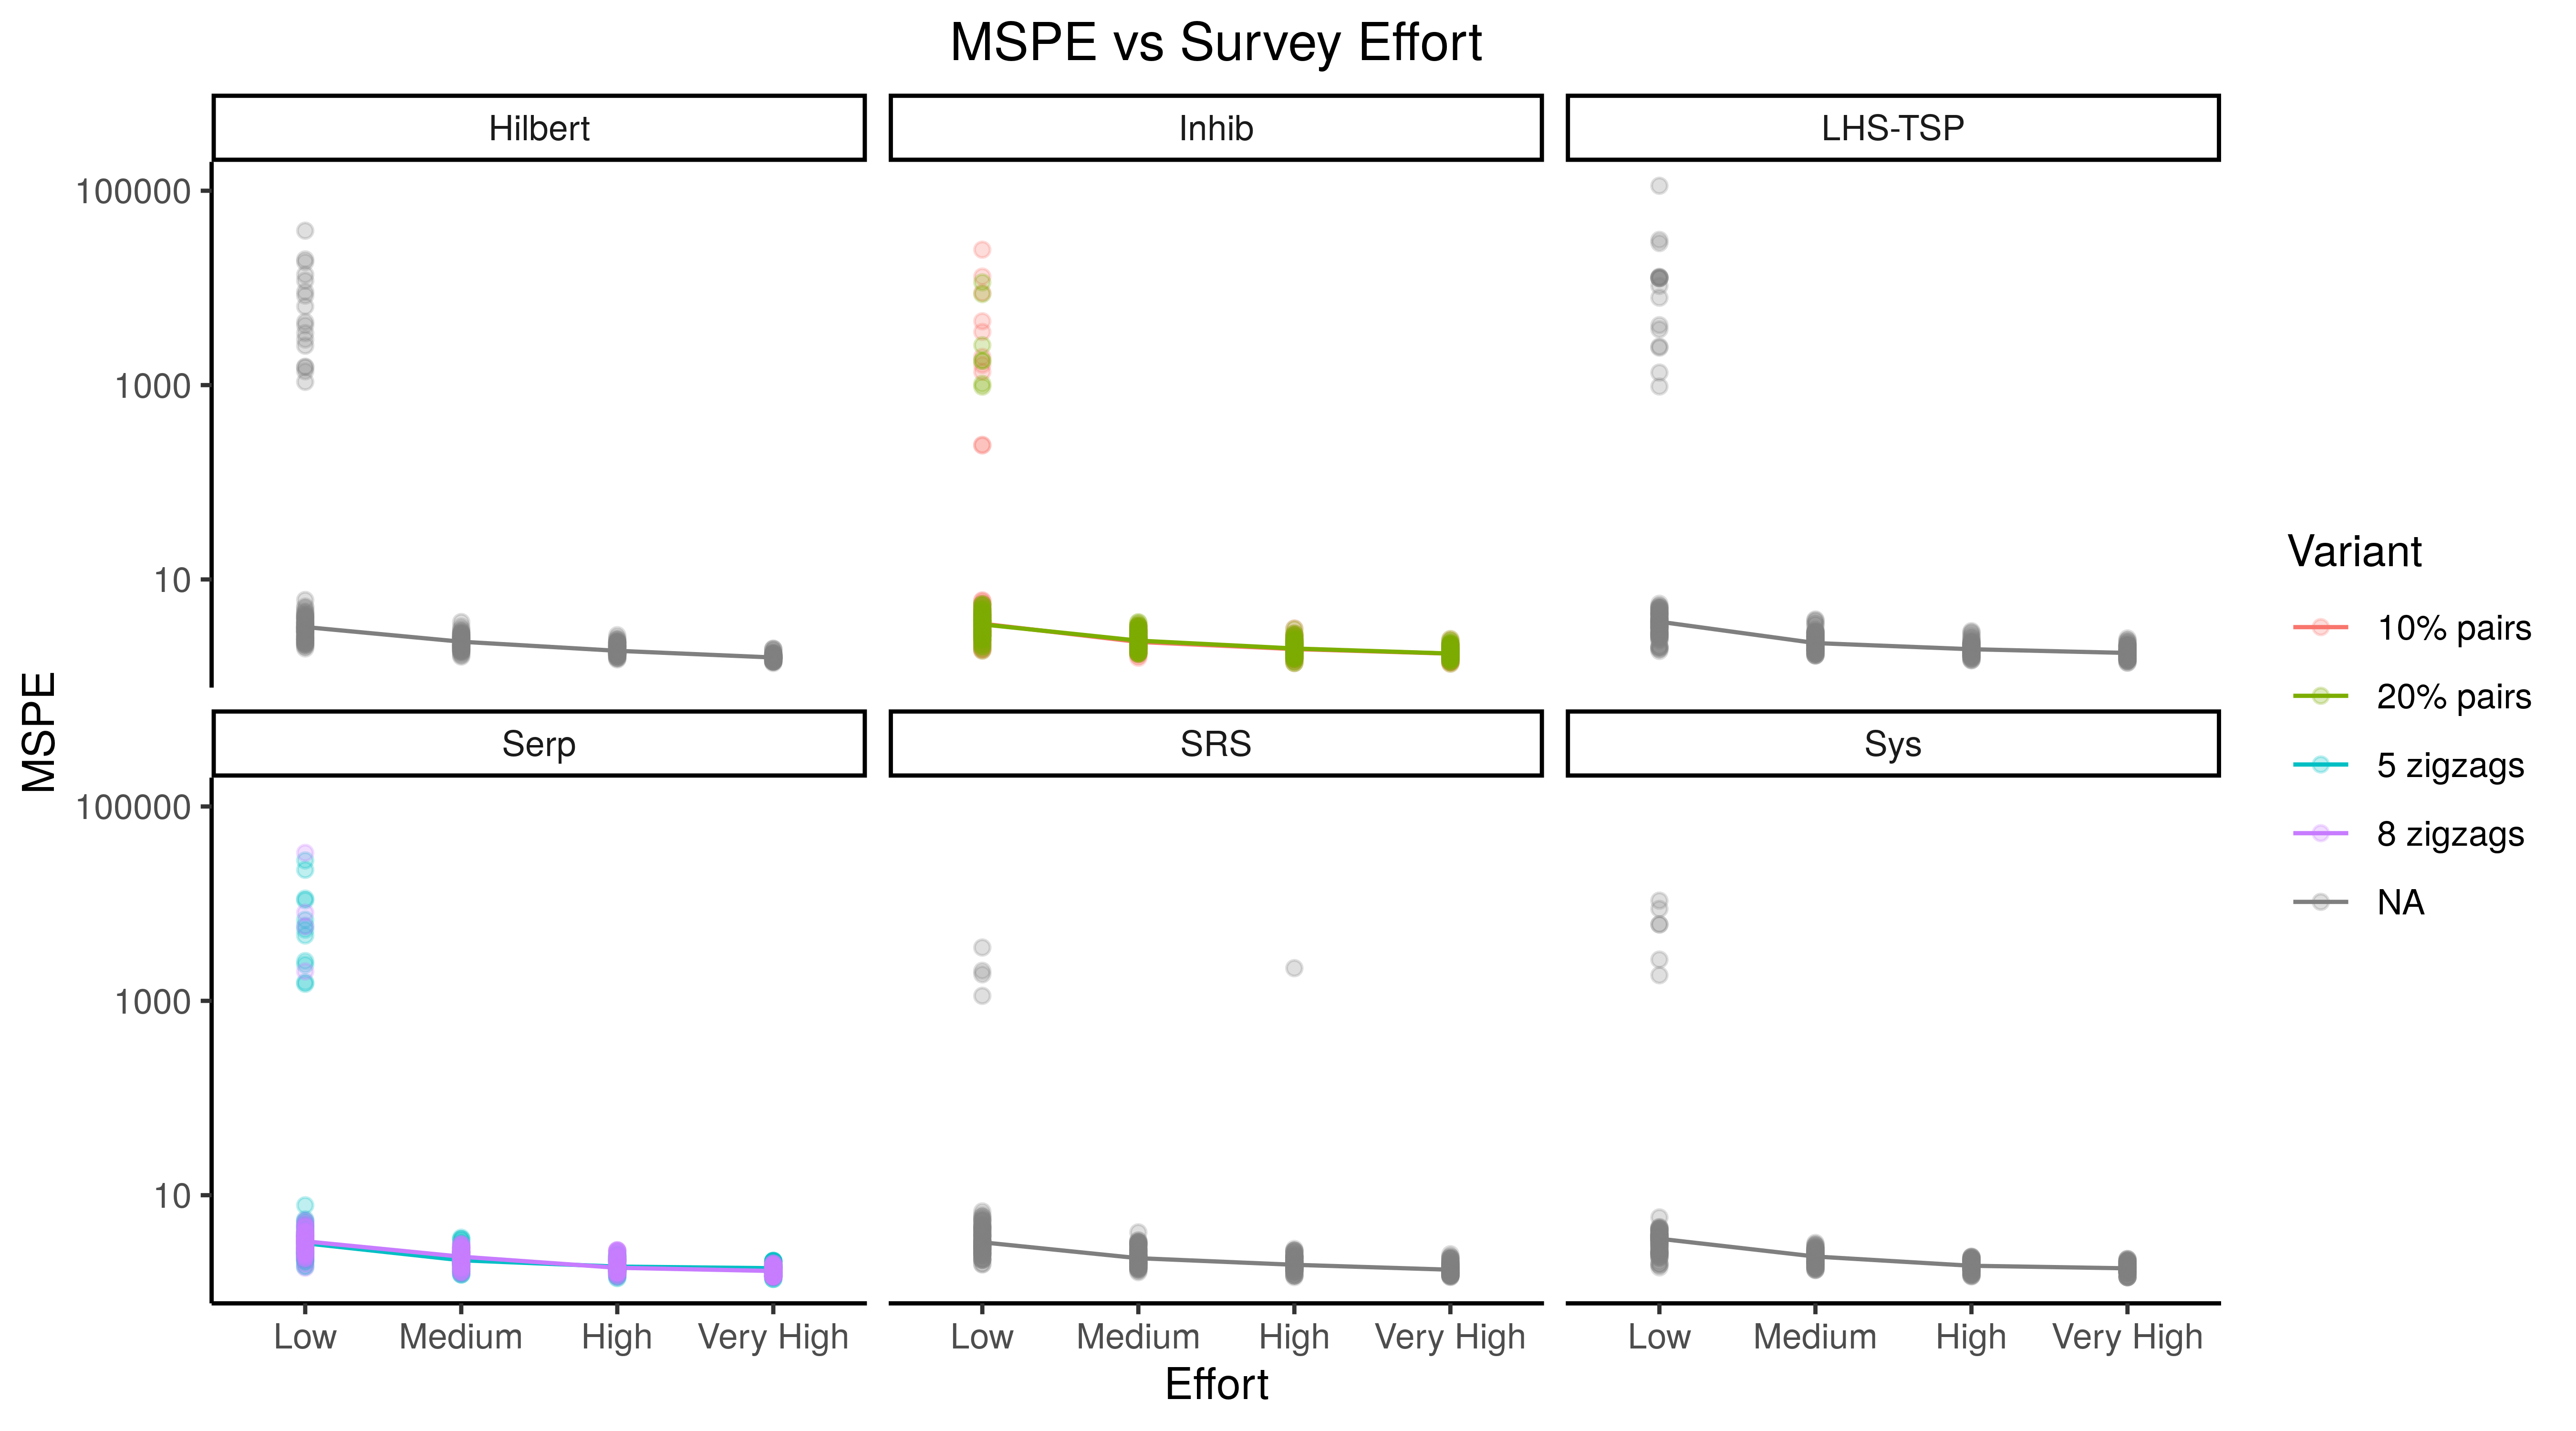 MSPE vs Survey Effort
Hilbert
Inhib
LHS-TSP
100000
1000
10
Serp
SRS
Sys
100000
1000
10
Low
Medium
High
Very High
Low
Medium
High
Very High
Low
Medium
High
Very High
Effort
MSPE
Variant
10% pairs
20% pairs
5 zigzags
8 zigzags
NA